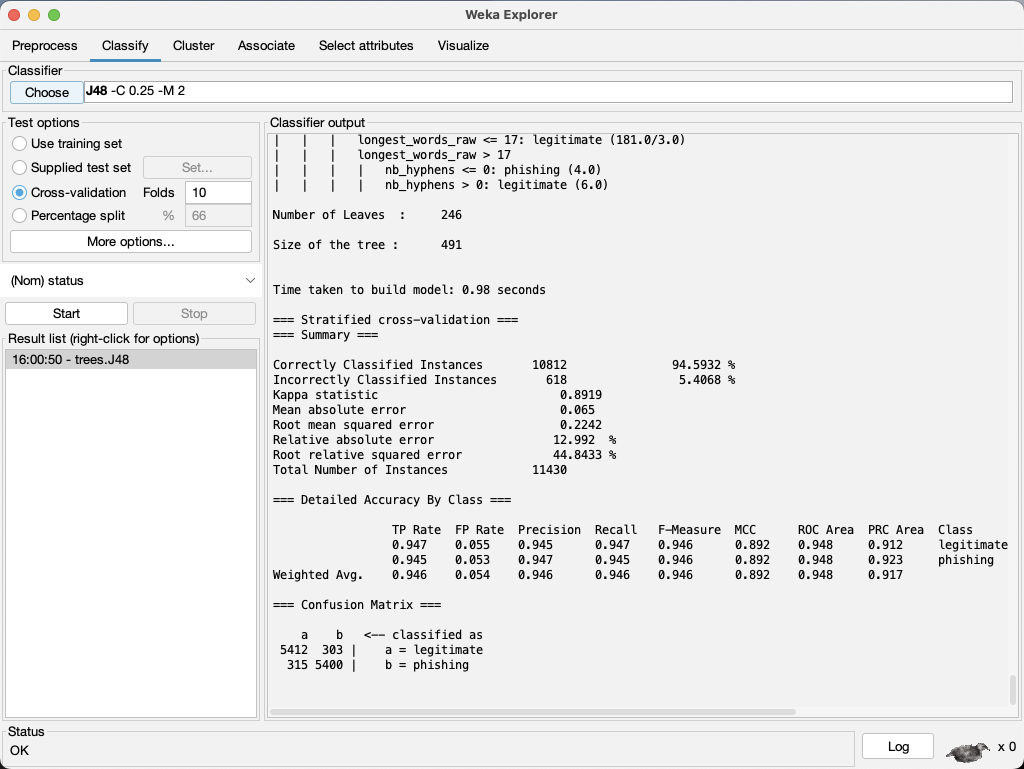 Weka Explorer
Preprocess Classify Cluster Associate Select attributes Visualize
Classifier
Choose J48 -C 0.25 -M 2
Test options
Use training set
Supplied test set Set...
Cross-validation Folds 10
Percentage split % 66
More options...
(Nom) status
Start Stop
Result list (right-click for options)
16:00:50 - trees.J48
Classifier output
| | | longest_words_raw <= 17: legitimate (181.0/3.0)
| | | longest_words_raw > 17
| | | | nb_hyphens <= 0: phishing (4.0)
| | | | nb_hyphens > 0: legitimate (6.0)
Number of Leaves : 246
Size of the tree : 491
Time taken to build model: 0.98 seconds
=== Stratified cross-validation ===
=== Summary ===
Correctly Classified Instances 10812 94.5932 %
Incorrectly Classified Instances 618 5.4068 %
Kappa statistic 0.8919
Mean absolute error 0.065
Root mean squared error 0.2242
Relative absolute error 12.992 %
Root relative squared error 44.8433 %
Total Number of Instances 11430
=== Detailed Accuracy By Class ===
TP Rate FP Rate Precision Recall F-Measure MCC ROC Area PRC Area Class
0.947 0.055 0.945 0.947 0.946 0.892 0.948 0.912 legitimate
0.945 0.053 0.947 0.945 0.946 0.892 0.948 0.923 phishing
Weighted Avg. 0.946 0.054 0.946 0.946 0.946 0.892 0.948 0.917
=== Confusion Matrix ===
a b <-- classified as
5412 303 | a = legitimate
315 5400 | b = phishing
Status
OK
Log x 0